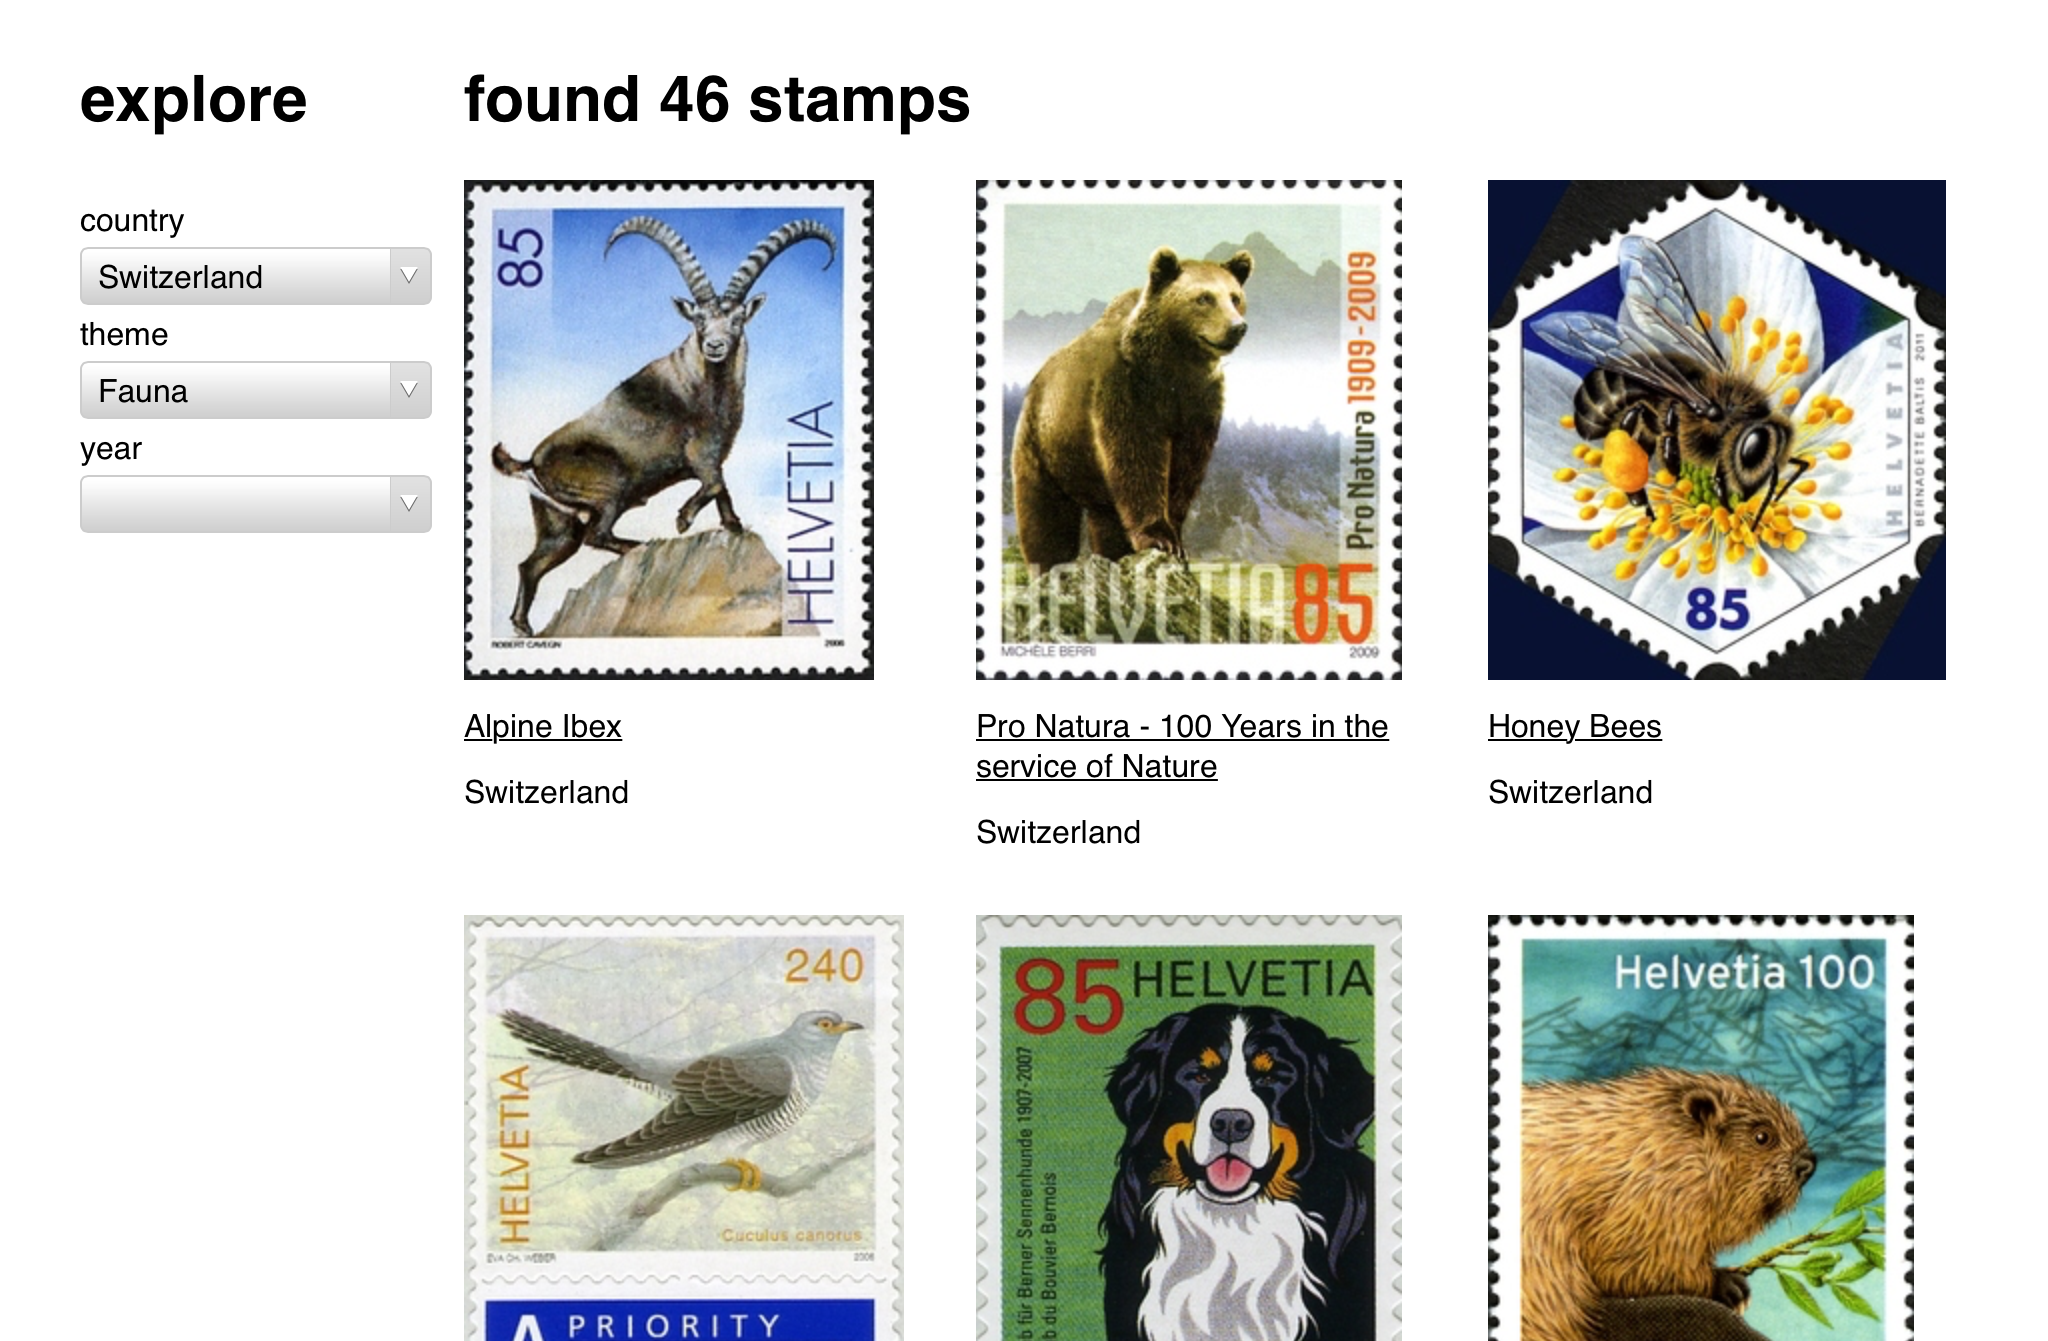 explore
found 46 stamps
country
Switzerland
theme
Fauna
year
85
HELVETIA
ROBERT CAVEGN
2006
Pro Natura 1909 - 2009
HELVETIA 85
MICHÈLE BERRI
2009
HELVETIA
BERNADETTE BALTIS 2011
85
Alpine Ibex
Switzerland
Pro Natura - 100 Years in the
service of Nature
Switzerland
Honey Bees
Switzerland
240
HELVETIA
Cuculus canorus
EVA CH. WEBER
2006
A PRIORITY
85 HELVETIA
für Berner Sennenhunde 1907-2007
du Bouvier Bernois
Helvetia 100